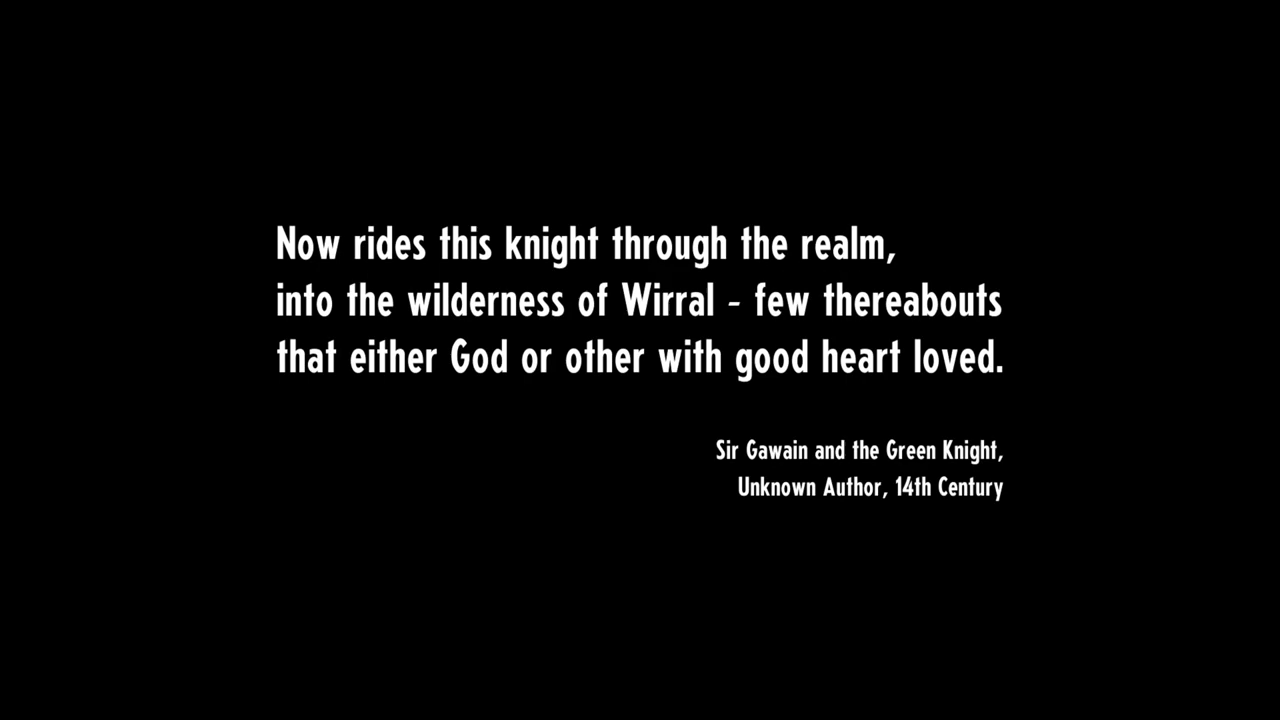 Now rides this knight through the realm,
into the wilderness of Wirral - few thereabouts
that either God or other with good heart loved.
Sir Gawain and the Green Knight,
Unknown Author, 14th Century